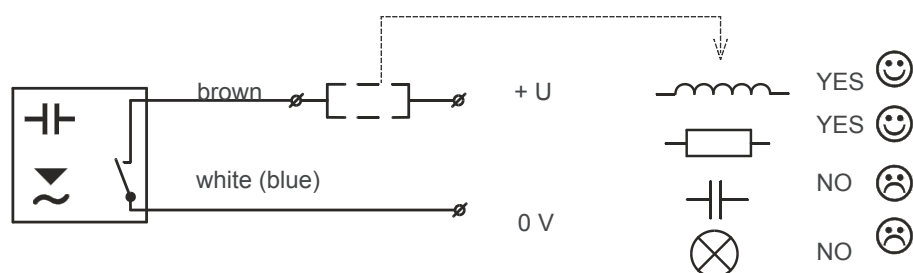 brown
+ U
YES
YES
white (blue)
NO
0 V
NO